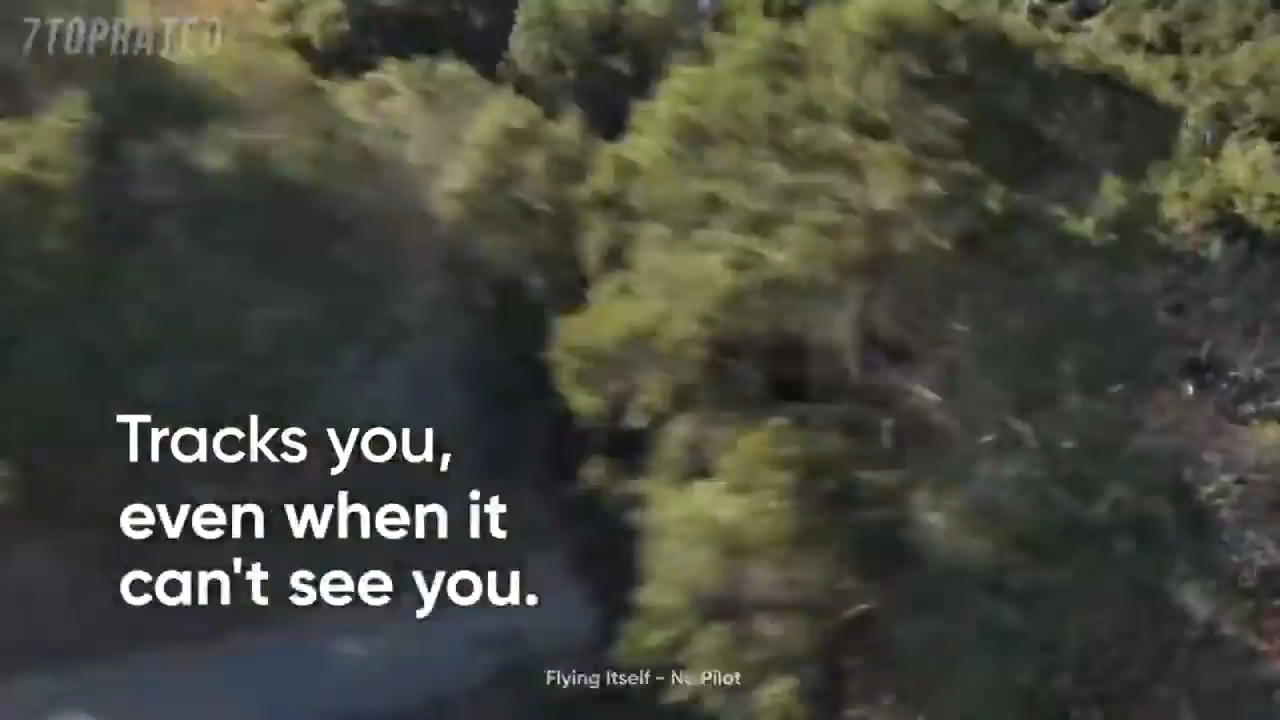 7TOPRATED
Tracks you,
even when it
can't see you.
Flying Itself - No Pilot